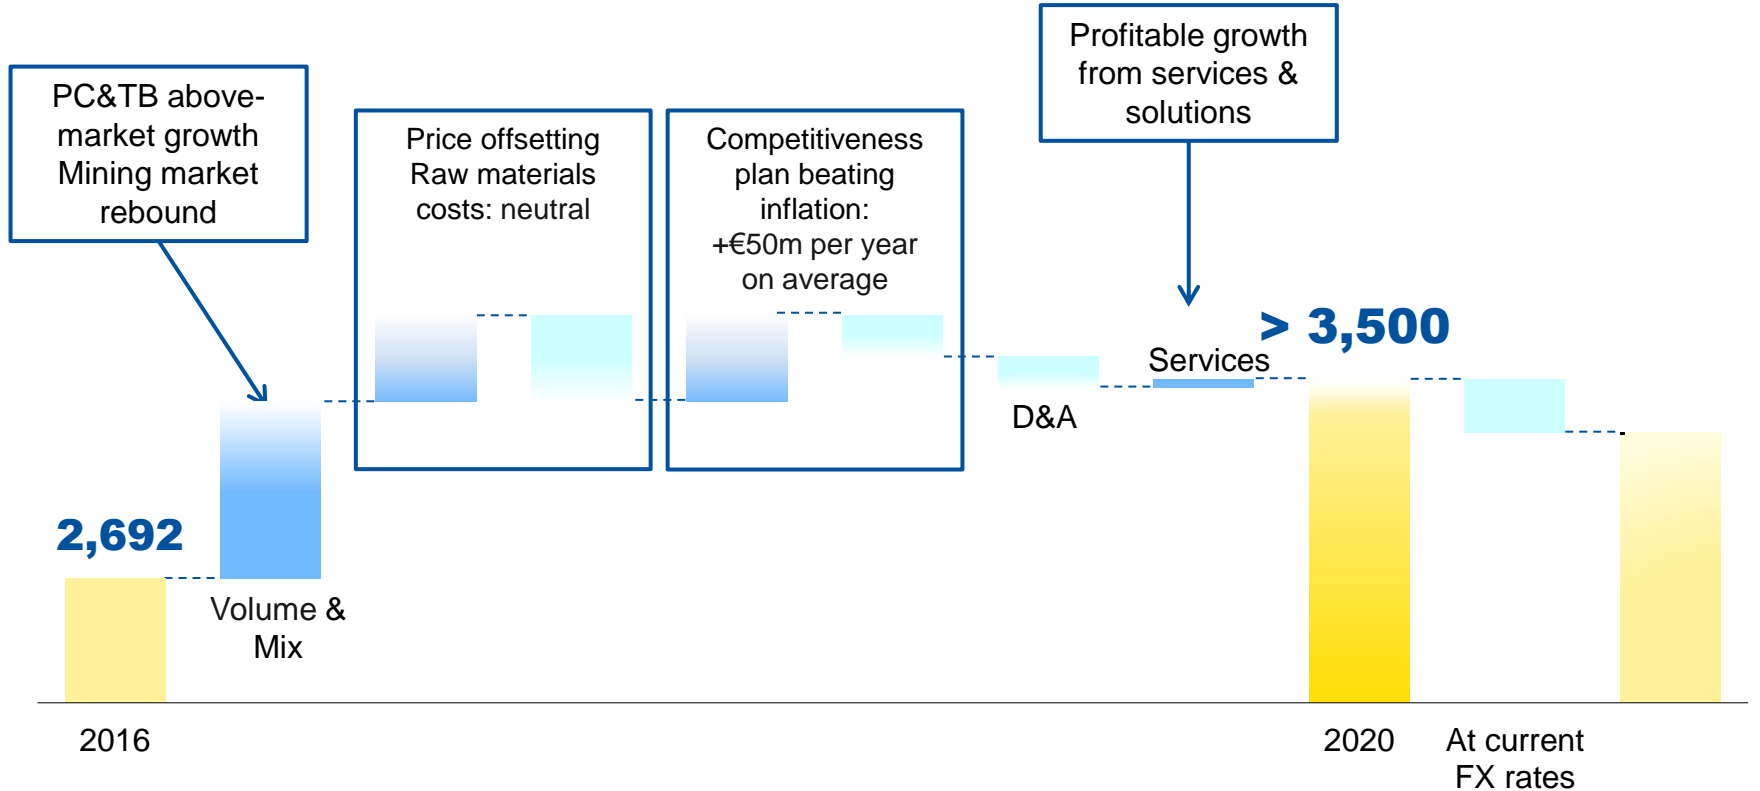 PC&TB above-
market growth
Mining market
rebound
Price offsetting
Raw materials
costs: neutral
Competitiveness
plan beating
inflation:
+€50m per year
on average
Profitable growth
from services &
solutions
2,692
Volume &
Mix
D&A
Services
> 3,500
2016
2020
At current
FX rates